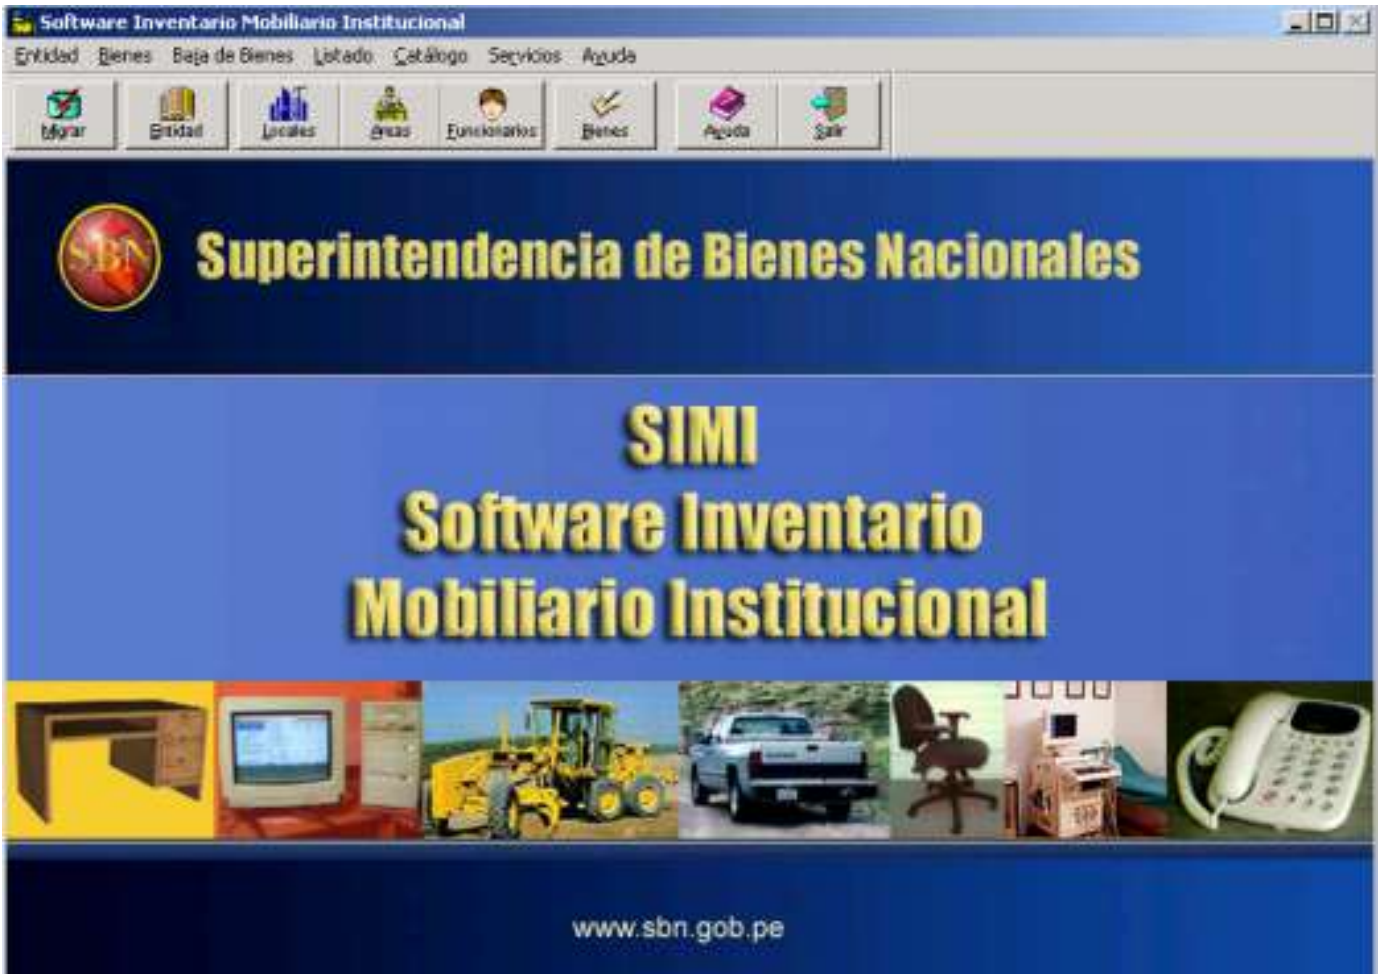 Software Inventario Mobiliario Institucional
Entidad Bienes Baja de Bienes Listado Catálogo Servicios Ayuda
Migrar Entidad Locales Areas Funcionarios Bienes Ayuda Salir
SBN Superintendencia de Bienes Nacionales
SIMI
Software Inventario
Mobiliario Institucional
www.sbn.gob.pe